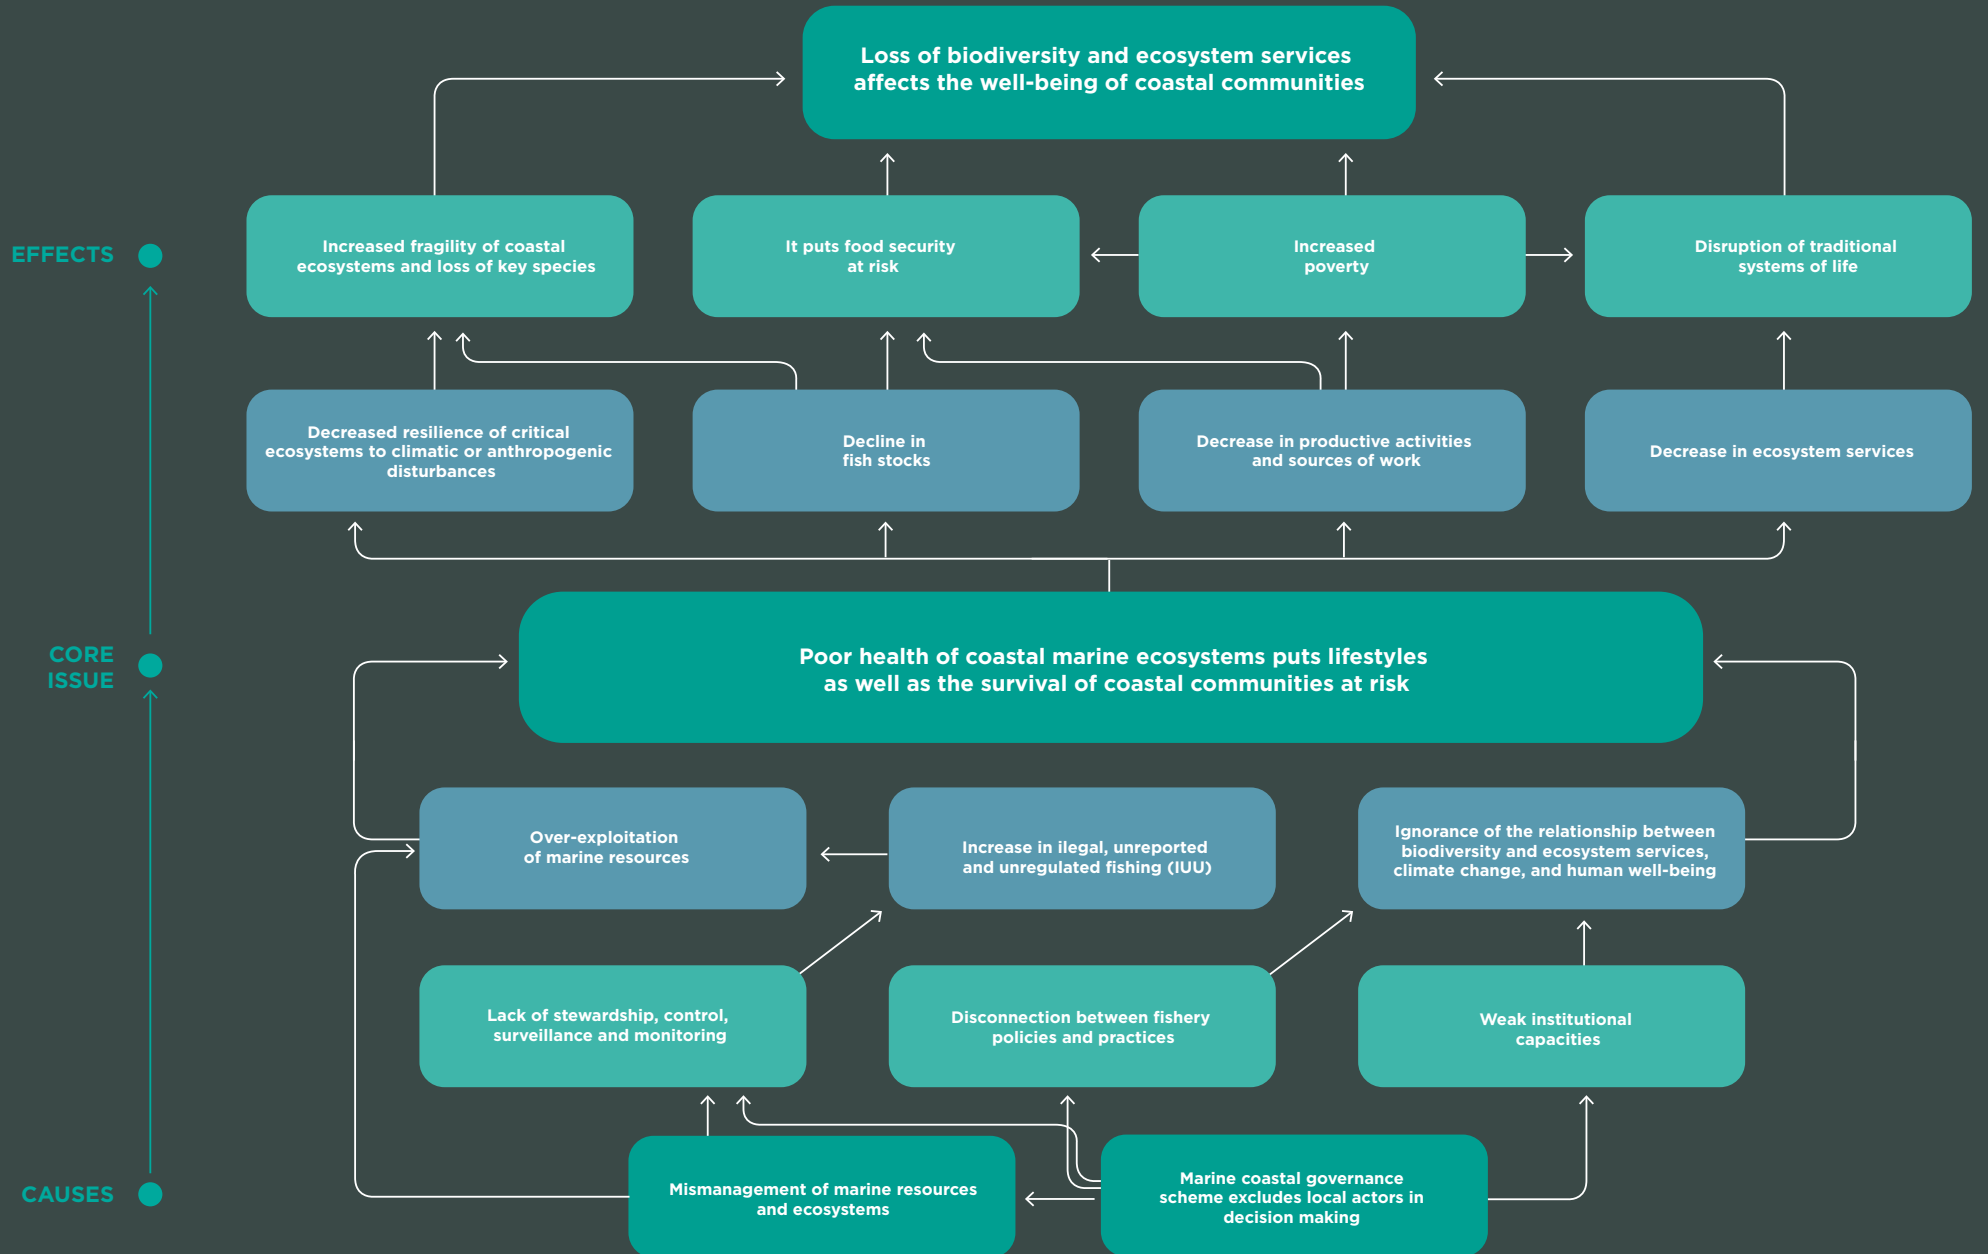 Loss of biodiversity and ecosystem services
affects the well-being of coastal communities
EFFECTS
Increased fragility of coastal
ecosystems and loss of key species
It puts food security
at risk
Increased
poverty
Disruption of traditional
systems of life
Decreased resilience of critical
ecosystems to climatic or anthropogenic
disturbances
Decline in
fish stocks
Decrease in productive activities
and sources of work
Decrease in ecosystem services
CORE
ISSUE
Poor health of coastal marine ecosystems puts lifestyles
as well as the survival of coastal communities at risk
Over-exploitation
of marine resources
Increase in ilegal, unreported
and unregulated fishing (IUU)
Ignorance of the relationship between
biodiversity and ecosystem services,
climate change, and human well-being
Lack of stewardship, control,
surveillance and monitoring
Disconnection between fishery
policies and practices
Weak institutional
capacities
CAUSES
Mismanagement of marine resources
and ecosystems
Marine coastal governance
scheme excludes local actors in
decision making